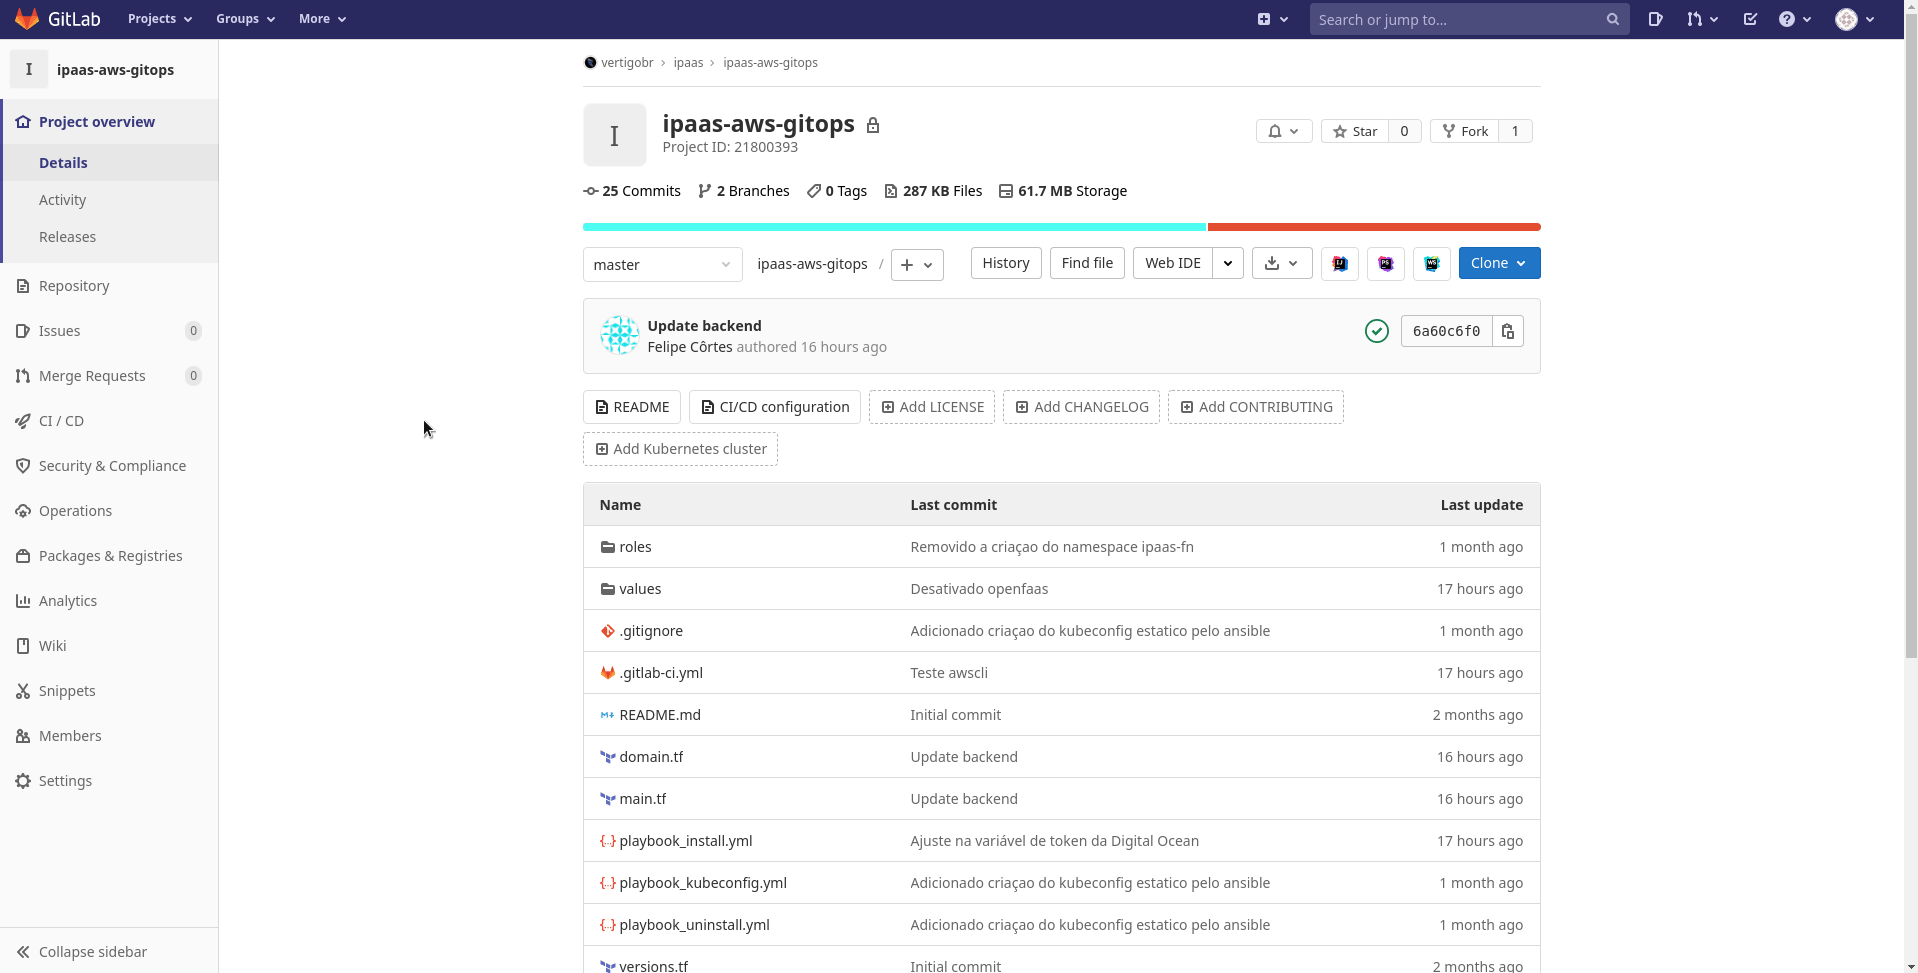 GitLab Projects Groups More Search or jump to...
I ipaas-aws-gitops
Project overview
Details
Activity
Releases
Repository
Issues 0
Merge Requests 0
CI / CD
Security & Compliance
Operations
Packages & Registries
Analytics
Wiki
Snippets
Members
Settings
Collapse sidebar
vertigobr > ipaas > ipaas-aws-gitops
I
ipaas-aws-gitops
Project ID: 21800393
Star 0 Fork 1
25 Commits 2 Branches 0 Tags 287 KB Files 61.7 MB Storage
master ipaas-aws-gitops / + History Find file Web IDE IJ PS WS Clone
Update backend
Felipe Côrtes authored 16 hours ago
6a60c6f0
README CI/CD configuration Add LICENSE Add CHANGELOG Add CONTRIBUTING
Add Kubernetes cluster
Name Last commit Last update
roles Removido a criaçao do namespace ipaas-fn 1 month ago
values Desativado openfaas 17 hours ago
.gitignore Adicionado criaçao do kubeconfig estatico pelo ansible 1 month ago
.gitlab-ci.yml Teste awscli 17 hours ago
README.md Initial commit 2 months ago
domain.tf Update backend 16 hours ago
main.tf Update backend 16 hours ago
playbook_install.yml Ajuste na variável de token da Digital Ocean 17 hours ago
playbook_kubeconfig.yml Adicionado criaçao do kubeconfig estatico pelo ansible 1 month ago
playbook_uninstall.yml Adicionado criaçao do kubeconfig estatico pelo ansible 1 month ago
versions.tf Initial commit 2 months ago